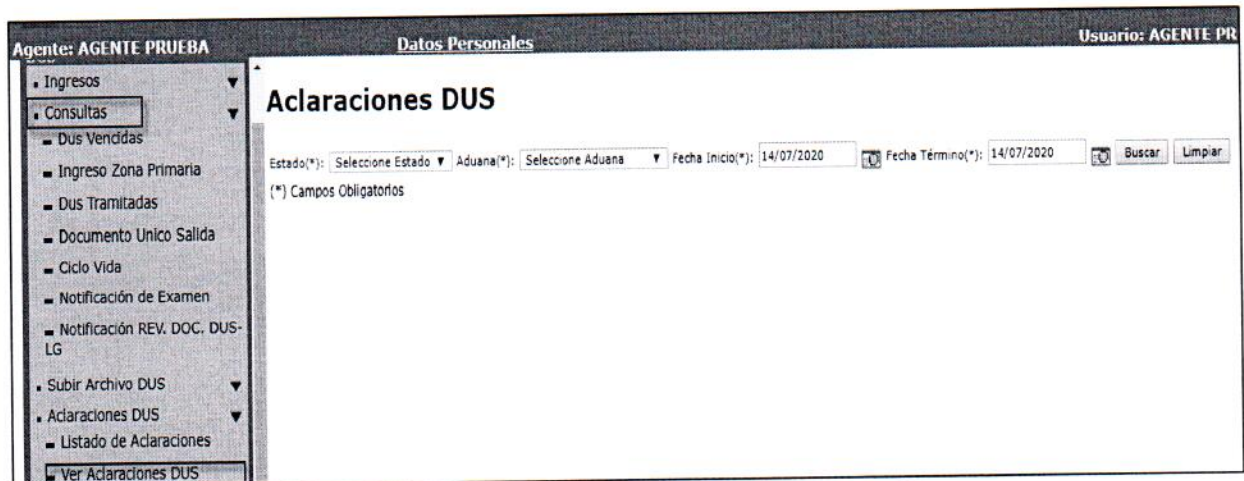 Agente: AGENTE PRUEBA
Datos Personales
Usuario: AGENTE PR
Ingresos
Consultas
Dus Vencidas
Ingreso Zona Primaria
Dus Tramitadas
Documento Unico Salida
Ciclo Vida
Notificación de Examen
Notificación REV. DOC. DUS-
LG
Subir Archivo DUS
Aclaraciones DUS
Listado de Aclaraciones
Ver Aclaraciones DUS
Aclaraciones DUS
Estado(*): Seleccione Estado Aduana(*): Seleccione Aduana Fecha Inicio(*): 14/07/2020 Fecha Término(*): 14/07/2020 Buscar Limpiar
(*) Campos Obligatorios